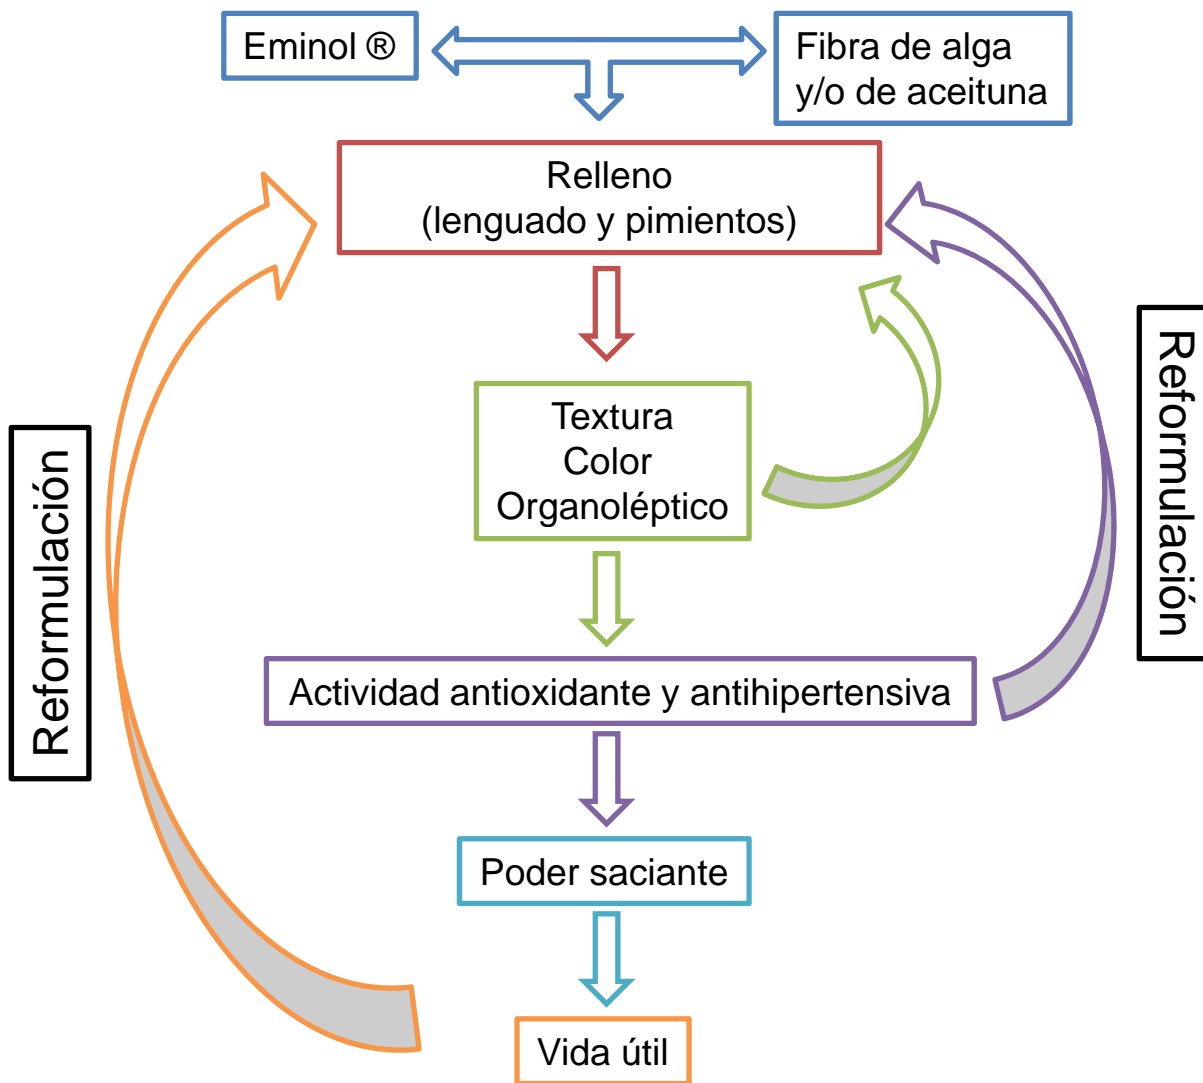 Eminol ®
Fibra de alga
y/o de aceituna
Relleno
(lenguado y pimientos)
Reformulación
Textura
Color
Organoléptico
Reformulación
Actividad antioxidante y antihipertensiva
Poder saciante
Vida útil